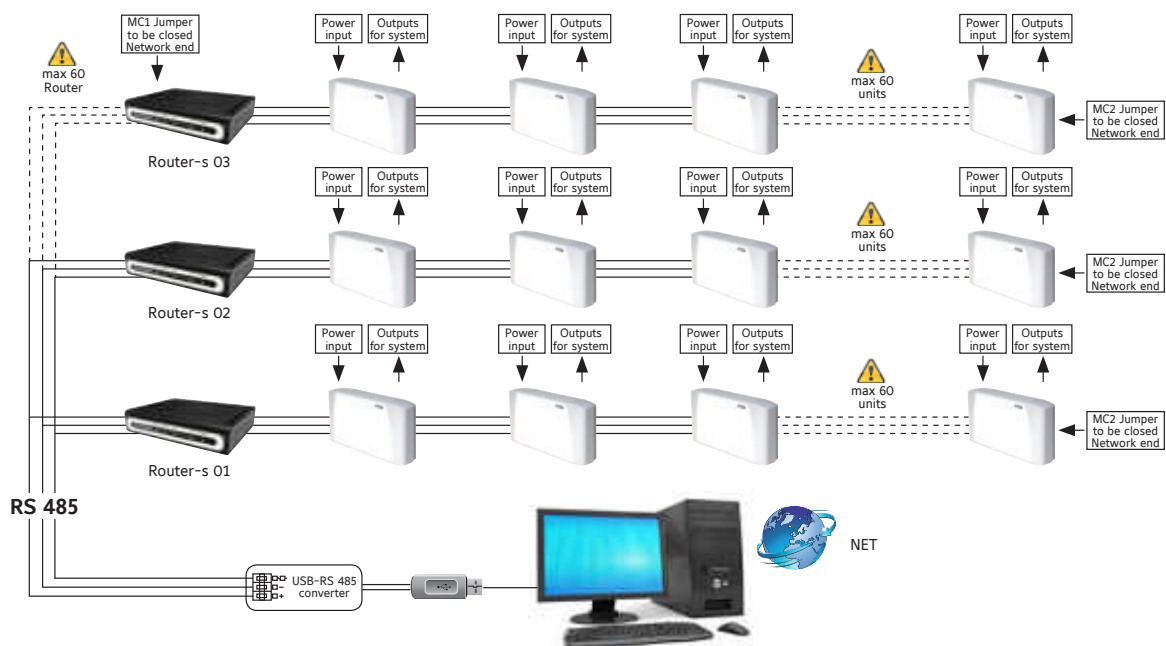 MC1 Jumper
to be closed
Network end
Power
input
Outputs
for system
Power
input
Outputs
for system
Power
input
Outputs
for system
Power
input
Outputs
for system
max 60
Router
max 60
units
MC2 Jumper
to be closed
Network end
Router-s 03
Power
input
Outputs
for system
Power
input
Outputs
for system
Power
input
Outputs
for system
Power
input
Outputs
for system
max 60
units
MC2 Jumper
to be closed
Network end
Router-s 02
Power
input
Outputs
for system
Power
input
Outputs
for system
Power
input
Outputs
for system
Power
input
Outputs
for system
max 60
units
MC2 Jumper
to be closed
Network end
Router-s 01
RS 485
NET
USB-RS 485
converter
-
+